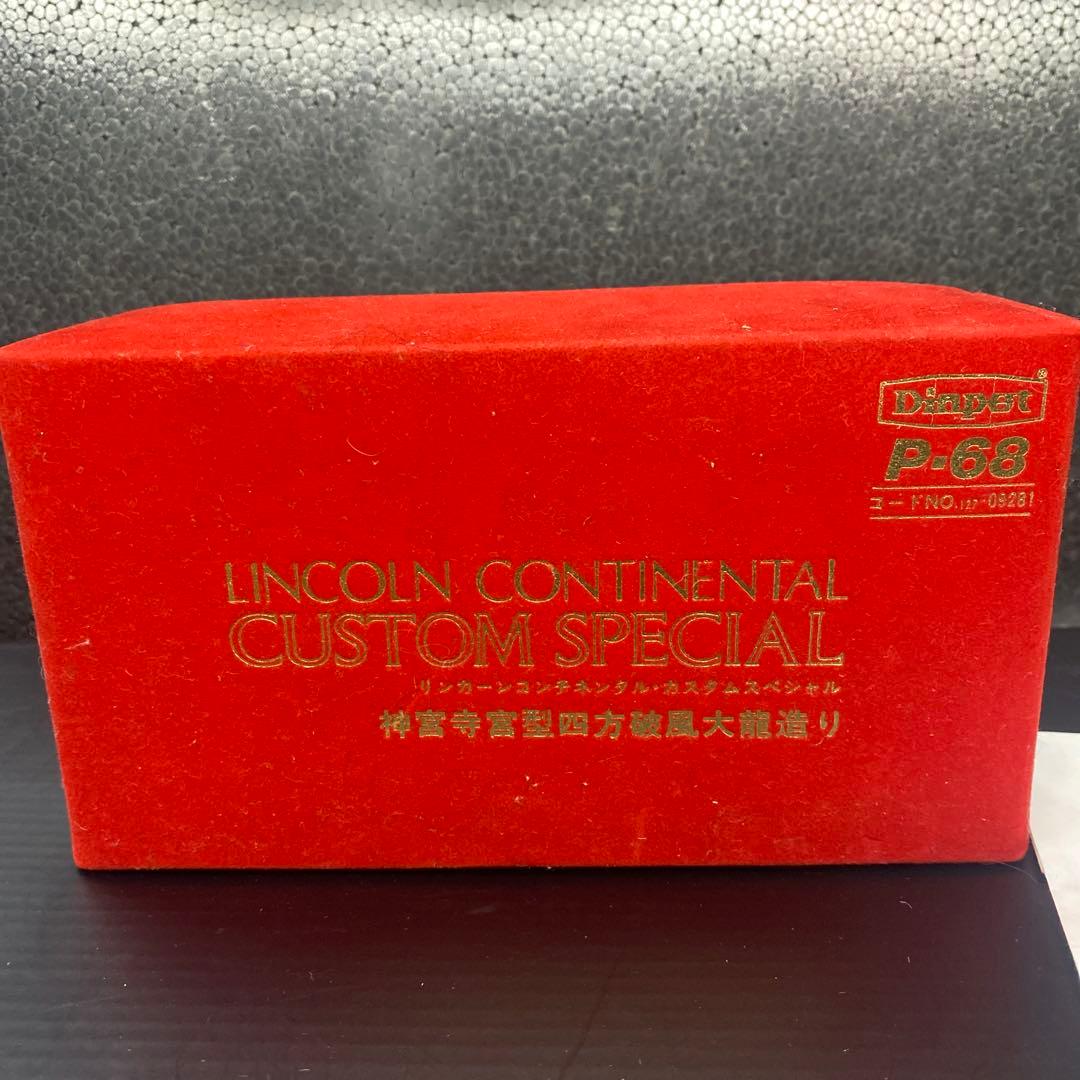 Diapet®
P-68
コードNO.127-09281
LINCOLN CONTINENTAL
CUSTOM SPECIAL
リンカーンコンチネンタル・カスタムスペシャル
神宮寺宮型四方破風大龍造り